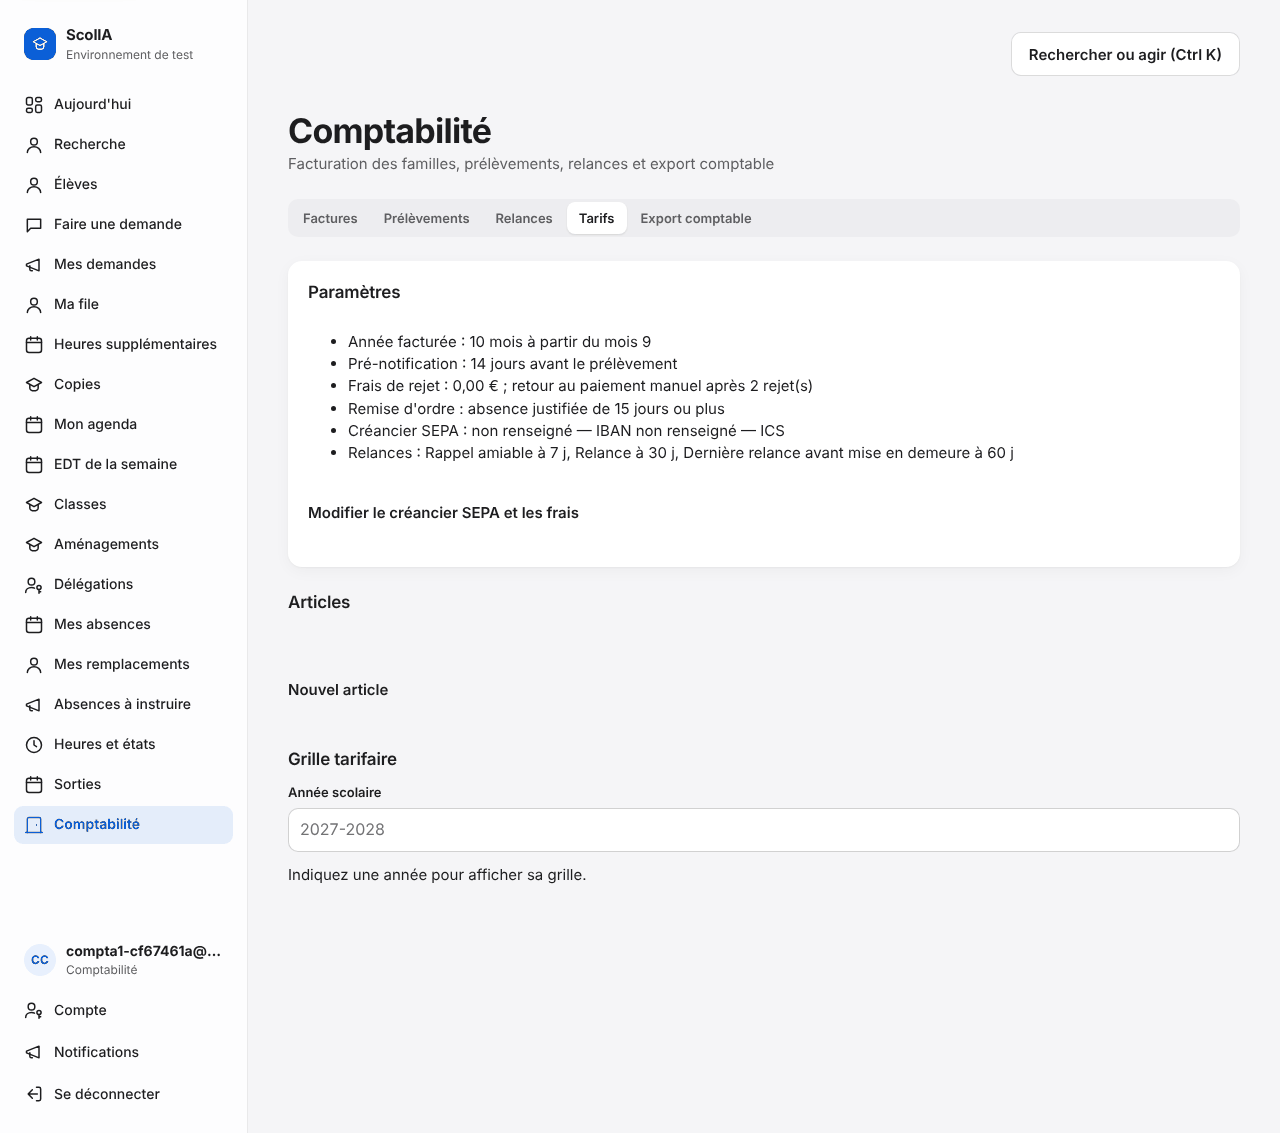 ScolIA
Environnement de test
Aujourd'hui
Recherche
Élèves
Faire une demande
Mes demandes
Ma file
Heures supplémentaires
Copies
Mon agenda
EDT de la semaine
Classes
Aménagements
Délégations
Mes absences
Mes remplacements
Absences à instruire
Heures et états
Sorties
Comptabilité
CC
compta1-cf67461a@...
Comptabilité
Compte
Notifications
Se déconnecter
Rechercher ou agir (Ctrl K)
Comptabilité
Facturation des familles, prélèvements, relances et export comptable
Factures Prélèvements Relances Tarifs Export comptable
Paramètres
• Année facturée : 10 mois à partir du mois 9
• Pré-notification : 14 jours avant le prélèvement
• Frais de rejet : 0,00 € ; retour au paiement manuel après 2 rejet(s)
• Remise d'ordre : absence justifiée de 15 jours ou plus
• Créancier SEPA : non renseigné — IBAN non renseigné — ICS
• Relances : Rappel amiable à 7 j, Relance à 30 j, Dernière relance avant mise en demeure à 60 j
Modifier le créancier SEPA et les frais
Articles
Nouvel article
Grille tarifaire
Année scolaire
2027-2028
Indiquez une année pour afficher sa grille.